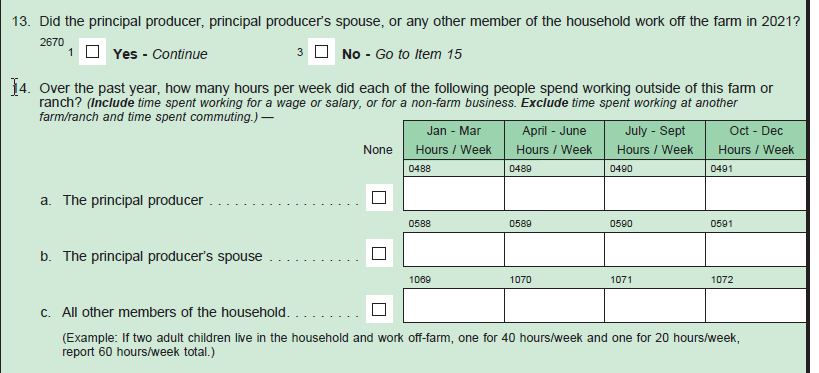 13. Did the principal producer, principal producer's spouse, or any other member of the household work off the farm in 2021?
2670
1 Yes - Continue 3 No - Go to Item 15
14. Over the past year, how many hours per week did each of the following people spend working outside of this farm or
ranch? (Include time spent working for a wage or salary, or for a non-farm business. Exclude time spent working at another
farm/ranch and time spent commuting.) —
Jan - Mar April - June July - Sept Oct - Dec
None Hours / Week Hours / Week Hours / Week Hours / Week
0488 0489 0490 0491
a. The principal producer . . . . . . . . . . . . . . . . . .
0588 0589 0590 0591
b. The principal producer's spouse . . . . . . . . . . .
1069 1070 1071 1072
c. All other members of the household. . . . . . . . .
(Example: If two adult children live in the household and work off-farm, one for 40 hours/week and one for 20 hours/week,
report 60 hours/week total.)